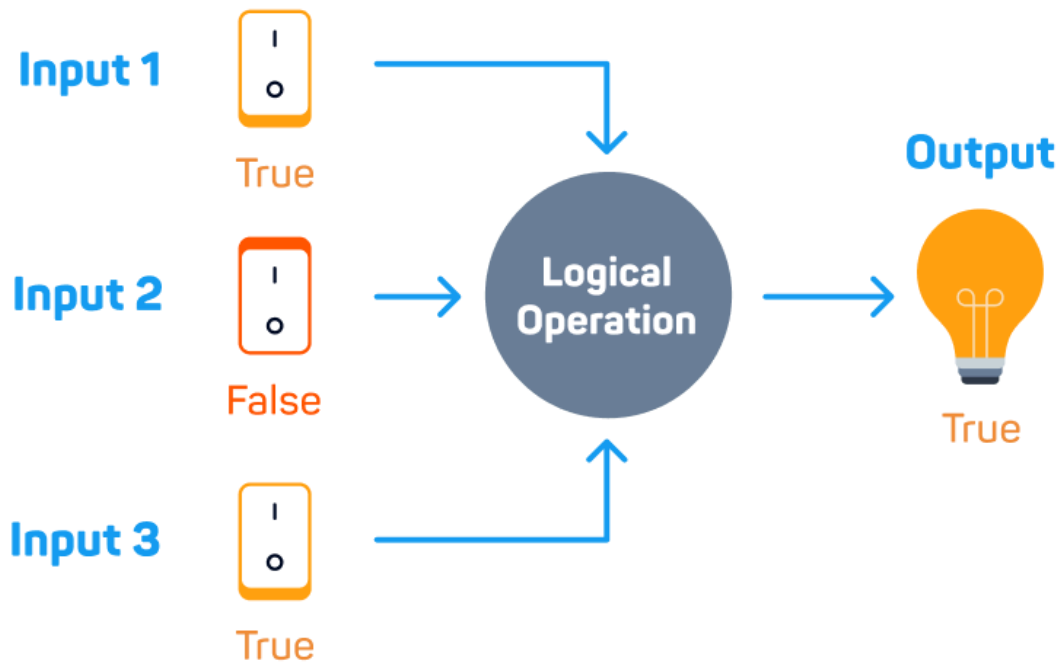 Input 1
True
Input 2
False
Input 3
True
Logical
Operation
Output
True